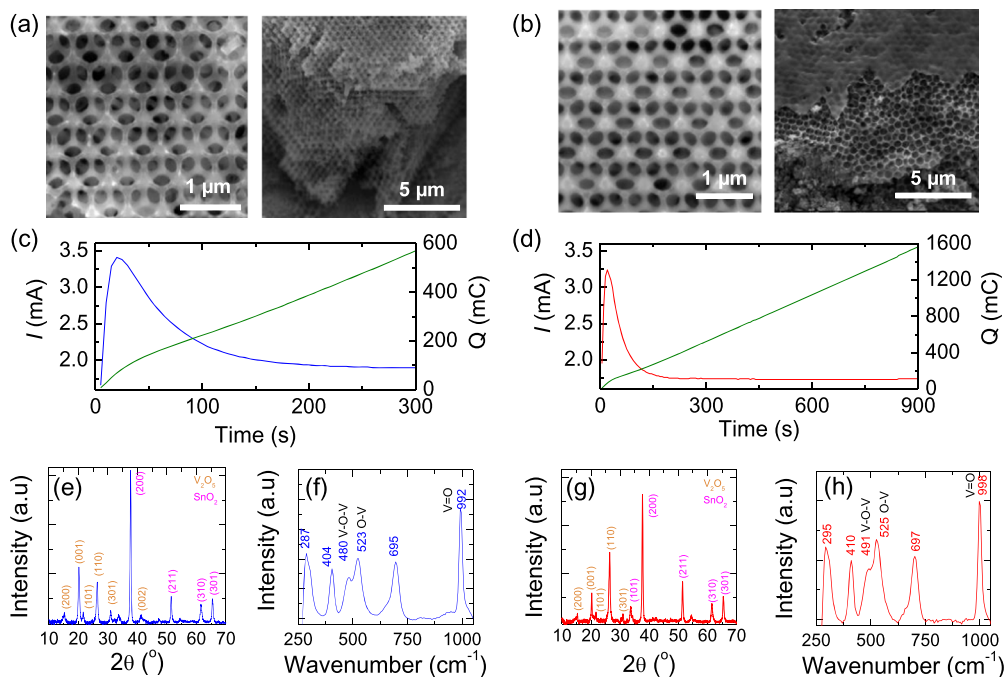 (a)
1 µm
5 µm
(b)
1 µm
5 µm
(c)
3.5
3.0
2.5
2.0
I (mA)
600
400
200
0
Q (mC)
0
100
200
300
Time (s)
(d)
3.5
3.0
2.5
2.0
I (mA)
1600
1200
800
400
0
Q (mC)
0
300
600
900
Time (s)
(e)
Intensity (a.u)
(200)
(001)
(101)
(110)
(301)
(200)
(002)
(211)
(310)
(301)
V₂O₅
SnO₂
10 20 30 40 50 60 70
2θ (°)
(f)
Intensity (a.u)
287
404
480 V-O-V
523 O-V
695
V=O
992
250 500 750 1000
Wavenumber (cm⁻¹)
(g)
Intensity (a.u)
(200)
(001)
(101)
(110)
(301)
(101)
(200)
(211)
(310)
(301)
V₂O₅
SnO₂
10 20 30 40 50 60 70
2θ (°)
(h)
Intensity (a.u)
295
410
491 V-O-V
525 O-V
697
V=O
998
250 500 750 1000
Wavenumber (cm⁻¹)